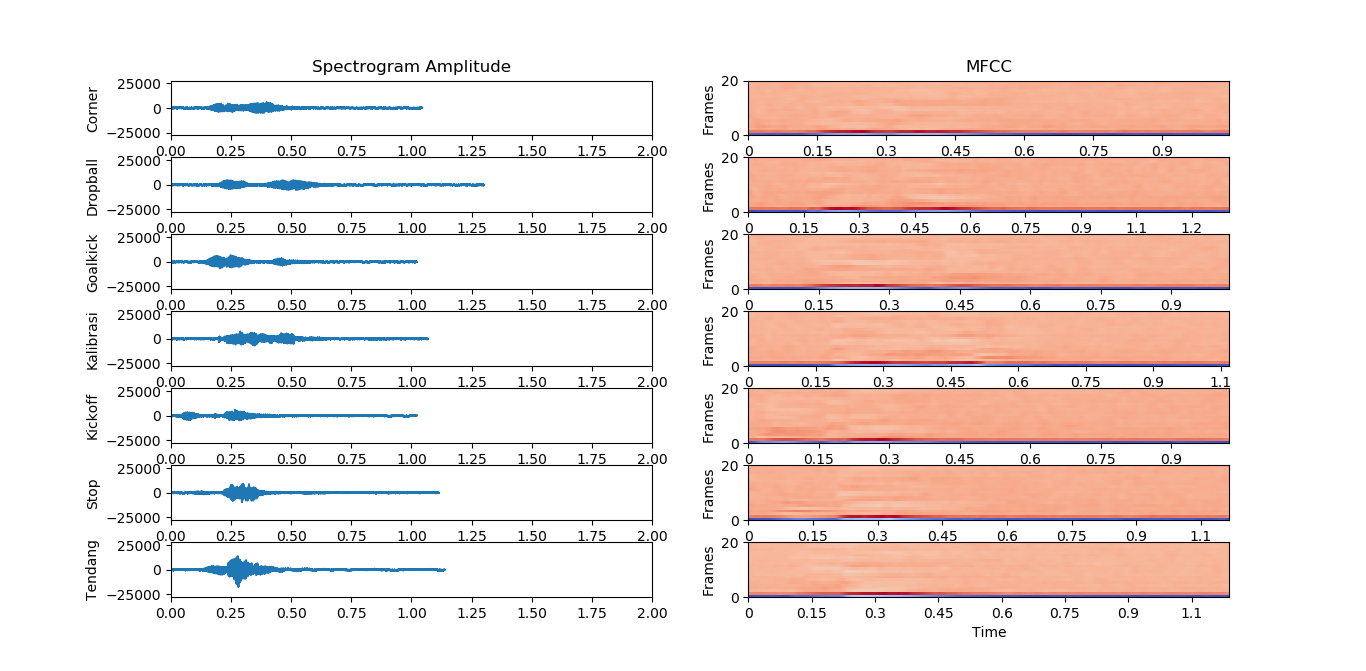 Spectrogram Amplitude MFCC
25000 20
0 Corner Frames
−25000 0
0.00 0.25 0.50 0.75 1.00 1.25 1.50 1.75 2.00 0 0.15 0.3 0.45 0.6 0.75 0.9
25000 20
0 Dropball Frames
−25000 0
0.00 0.25 0.50 0.75 1.00 1.25 1.50 1.75 2.00 0 0.15 0.3 0.45 0.6 0.75 0.9 1.1 1.2
25000 20
0 Goalkick Frames
−25000 0
0.00 0.25 0.50 0.75 1.00 1.25 1.50 1.75 2.00 0 0.15 0.3 0.45 0.6 0.75 0.9
25000 20
0 Kalibrasi Frames
−25000 0
0.00 0.25 0.50 0.75 1.00 1.25 1.50 1.75 2.00 0 0.15 0.3 0.45 0.6 0.75 0.9 1.1
25000 20
0 Kickoff Frames
−25000 0
0.00 0.25 0.50 0.75 1.00 1.25 1.50 1.75 2.00 0 0.15 0.3 0.45 0.6 0.75 0.9
25000 20
0 Stop Frames
−25000 0
0.00 0.25 0.50 0.75 1.00 1.25 1.50 1.75 2.00 0 0.15 0.3 0.45 0.6 0.75 0.9 1.1
25000 20
0 Tendang Frames
−25000 0
0.00 0.25 0.50 0.75 1.00 1.25 1.50 1.75 2.00 0 0.15 0.3 0.45 0.6 0.75 0.9 1.1
Time